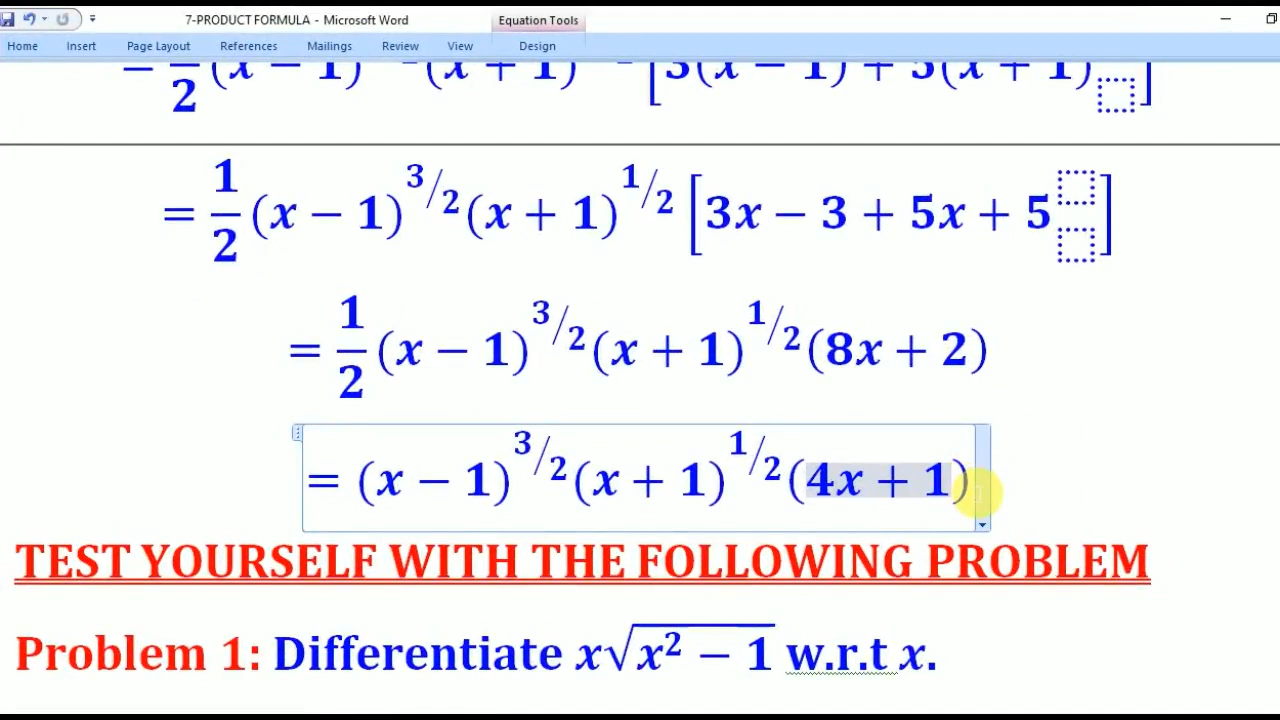 7-PRODUCT FORMULA - Microsoft Word
Equation Tools
Home Insert Page Layout References Mailings Review View Design
= 1/2 (x − 1)^{3/2} (x + 1)^{1/2} [3x − 3 + 5x + 5]
= 1/2 (x − 1)^{3/2} (x + 1)^{1/2} (8x + 2)
= (x − 1)^{3/2} (x + 1)^{1/2} (4x + 1)
TEST YOURSELF WITH THE FOLLOWING PROBLEM
Problem 1: Differentiate x√(x² − 1) w.r.t x.